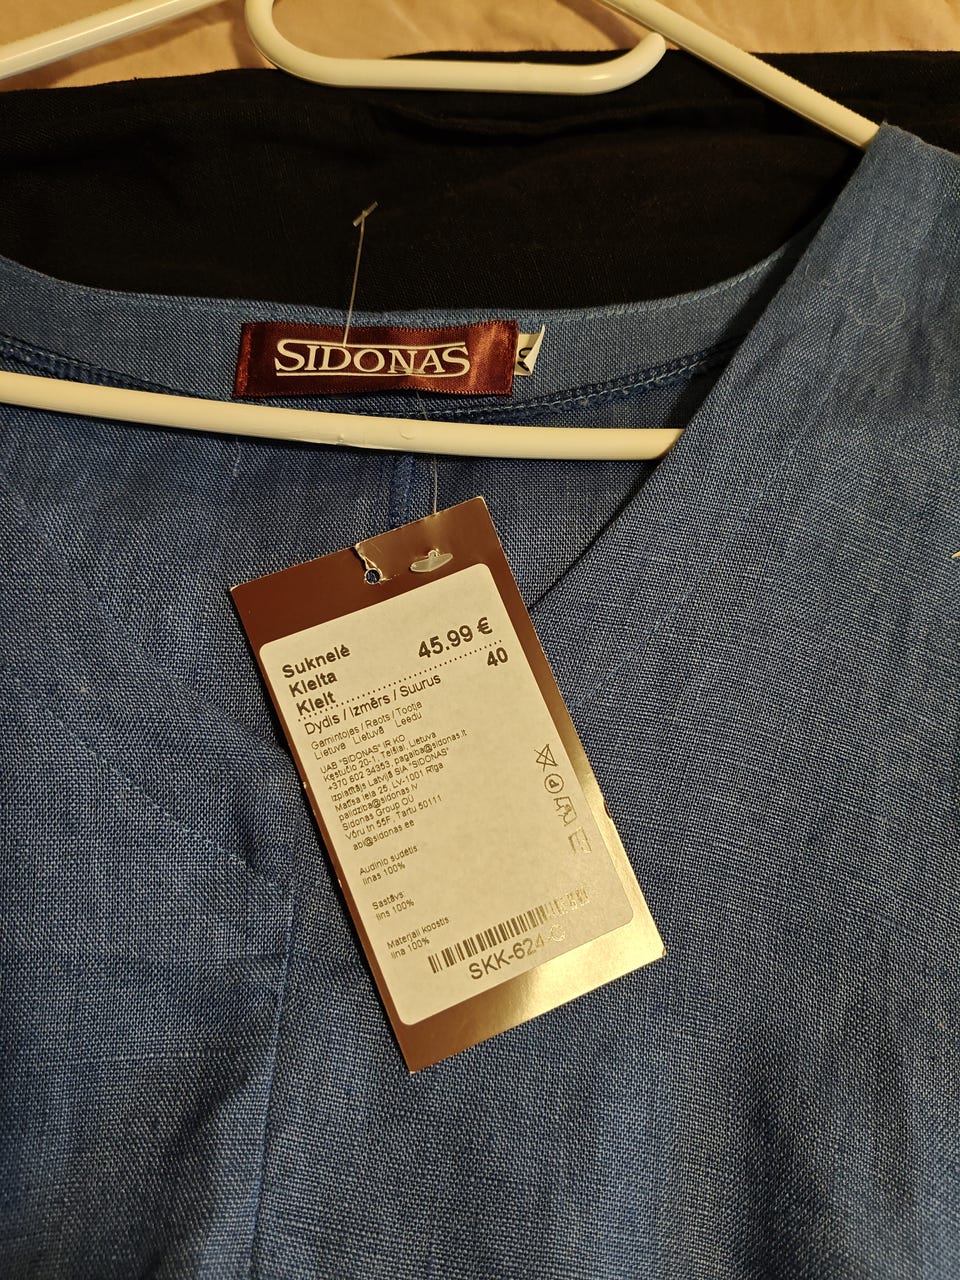 SIDONAS
Suknelė 45.99 €
Kleita
Kleit
Dydis / Izmērs / Suurus 40
Gamintojas / Ražots / Tootja
Lietuva Lietuvā Leedu
UAB "SIDONAS" IR KO
Kęstučio 20-1, Telšiai, Lietuva
+370 602 34353, pagalba@sidonas.lt
Izplatītājs Latvijā SIA "SIDONAS"
Matīsa iela 25, LV-1001 Rīga
palidziba@sidonas.lv
Sidonas Group OÜ
Võru tn 55F, Tartu 50111
abi@sidonas.ee
Audinio sudėtis:
linas 100%
Sastāvs:
lins 100%
Materjali koostis
lina 100%
P
SKK-624-C